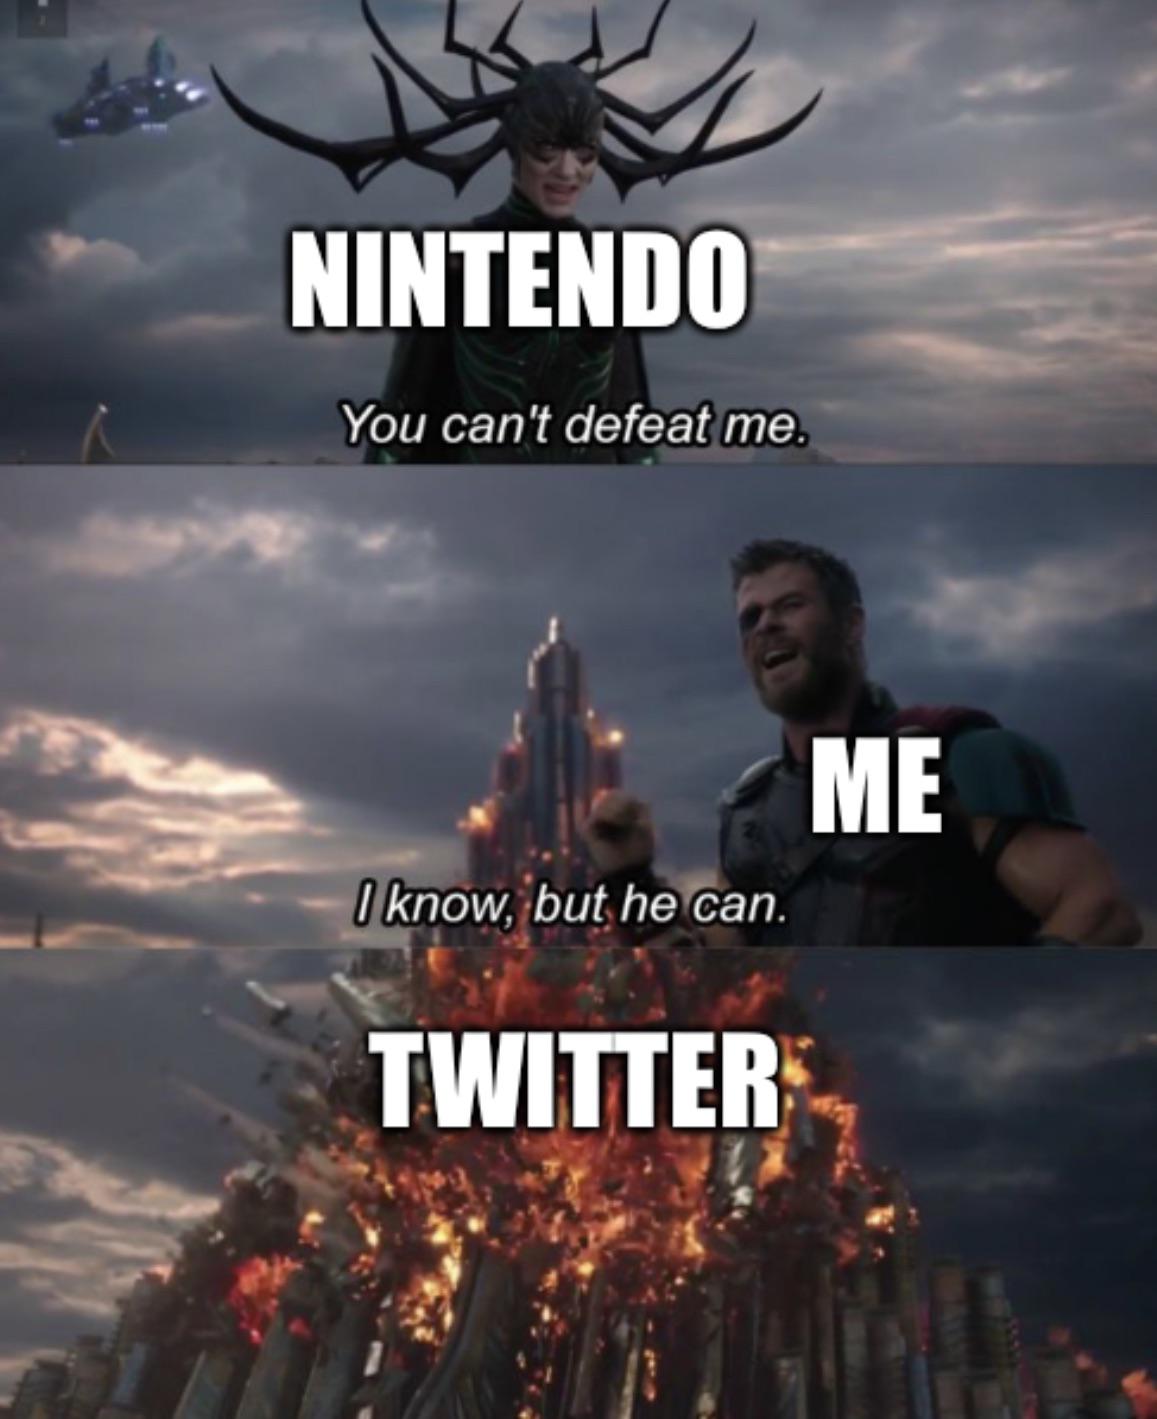 NINTENDO
You can't defeat me.
ME
I know, but he can.
TWITTER